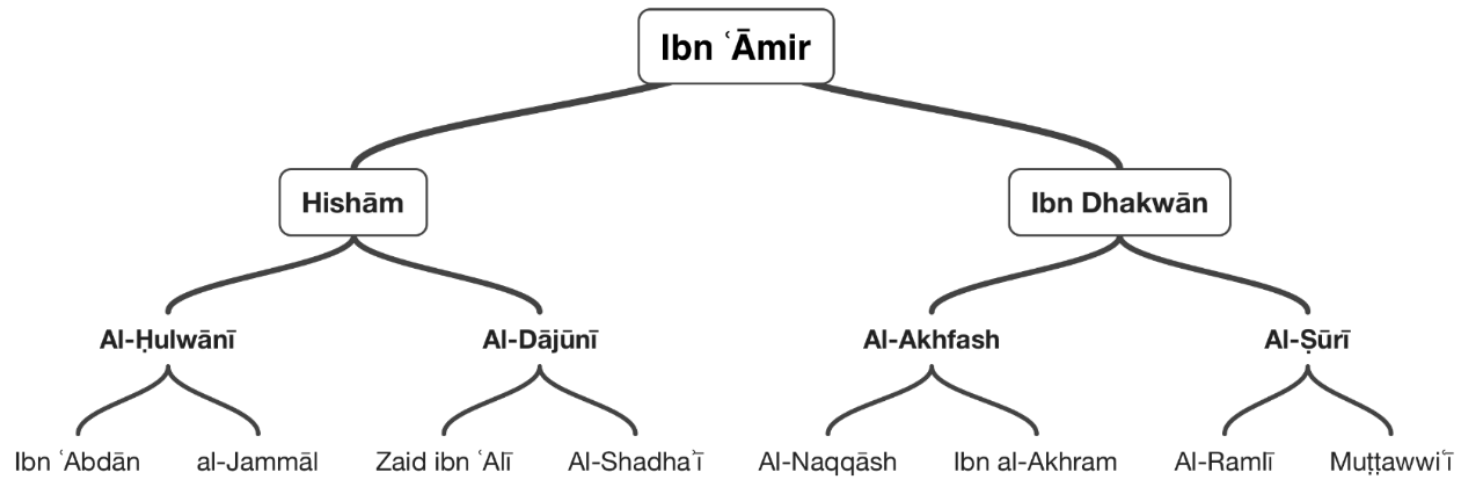 Ibn ʿĀmir
Hishām
Ibn Dhakwān
Al-Ḥulwānī
Al-Dājūnī
Al-Akhfash
Al-Ṣūrī
Ibn ʿAbdān
al-Jammāl
Zaid ibn ʿAlī
Al-Shadhaʾī
Al-Naqqāsh
Ibn al-Akhram
Al-Ramlī
Muṭṭawwiʿī